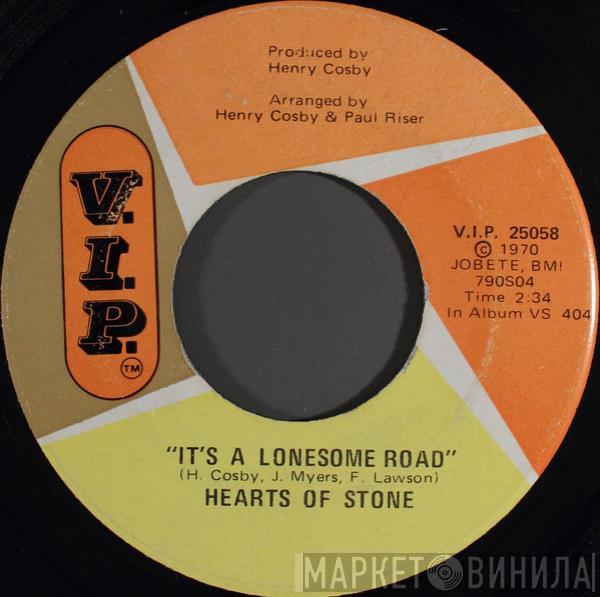 Produced by
Henry Cosby
Arranged by
Henry Cosby & Paul Riser
V.I.P.
TM
V.I.P. 25058
© 1970
JOBETE, BMI
790S04
Time 2:34
In Album VS 404
"IT'S A LONESOME ROAD"
(H. Cosby, J. Myers, F. Lawson)
HEARTS OF STONE
МАРКЕТ ВИНИЛА